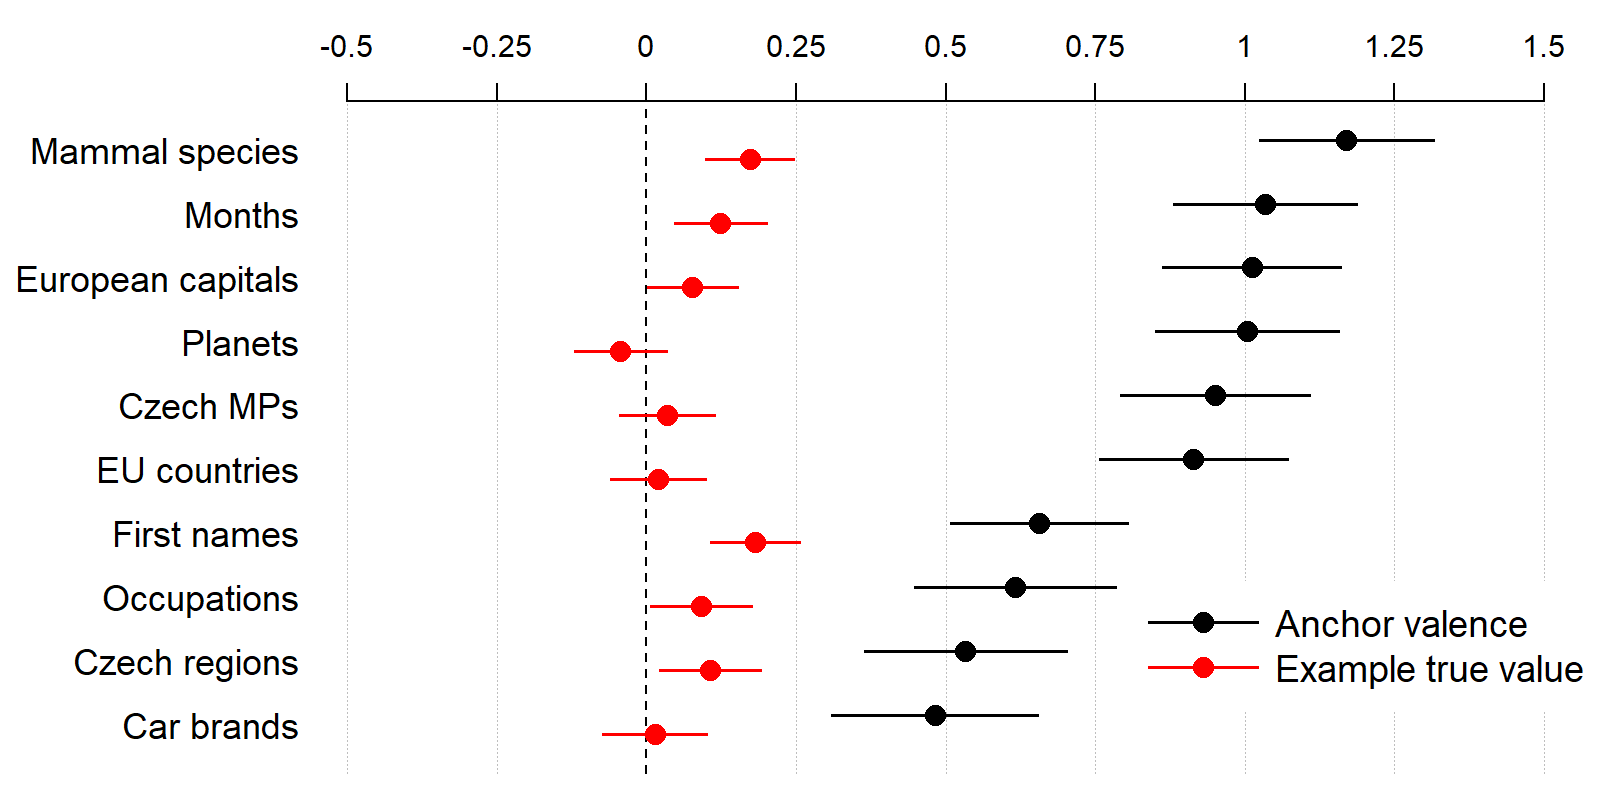 -0.5 -0.25 0 0.25 0.5 0.75 1 1.25 1.5
Mammal species
Months
European capitals
Planets
Czech MPs
EU countries
First names
Occupations
Czech regions
Car brands
Anchor valence
Example true value